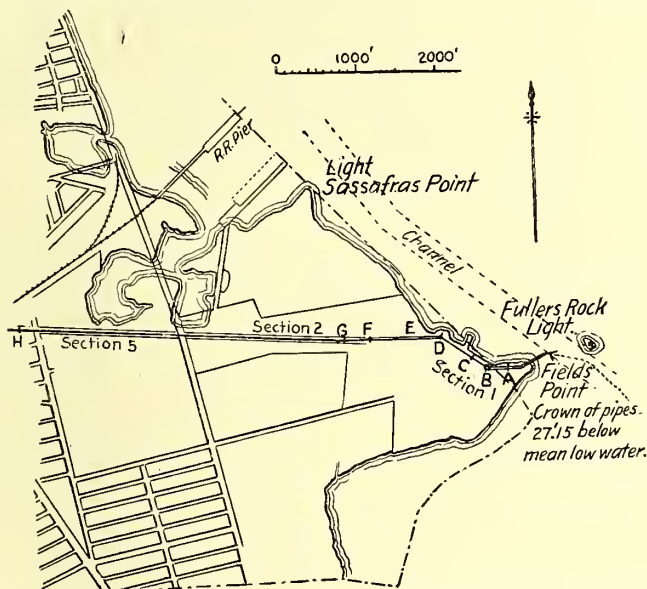 0 1000' 2000'
R.R. Pier
Light
Sassafras Point
Channel
Fullers Rock
Light
H
Section 5
Section 2
G
F
E
D
C
B
A
Section 1
Fields
Point
Crown of pipes
27.'15 below
mean low water.